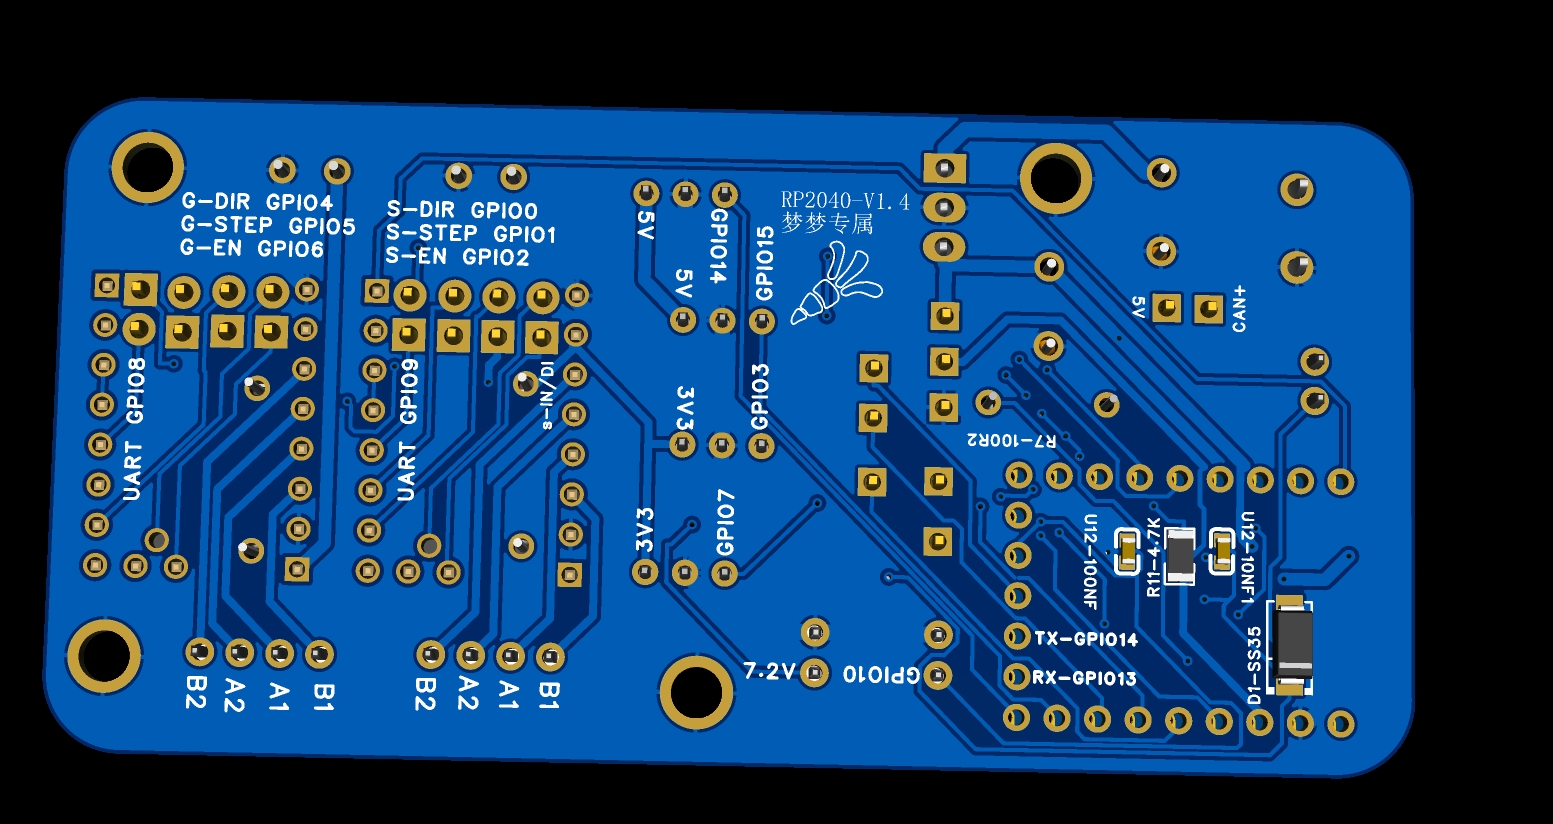 G-DIR GPIO4
G-STEP GPIO5
G-EN GPIO6
S-DIR GPIO0
S-STEP GPIO1
S-EN GPIO2
5V
GPIO14
RP2040-V1.4
梦梦专属
5V
GPIO15
5V
CAN+
UART GPIO8
UART GPIO9
S-IN/DI
3V3
GPIO3
R7-100R2
3V3
GPIO7
U12-100NF
R11-4.7K
U12-10NF1
TX-GPIO14
RX-GPIO13
D1-SS35
7.2V
GPIO10
B2
A2
A1
B1
B2
A2
A1
B1